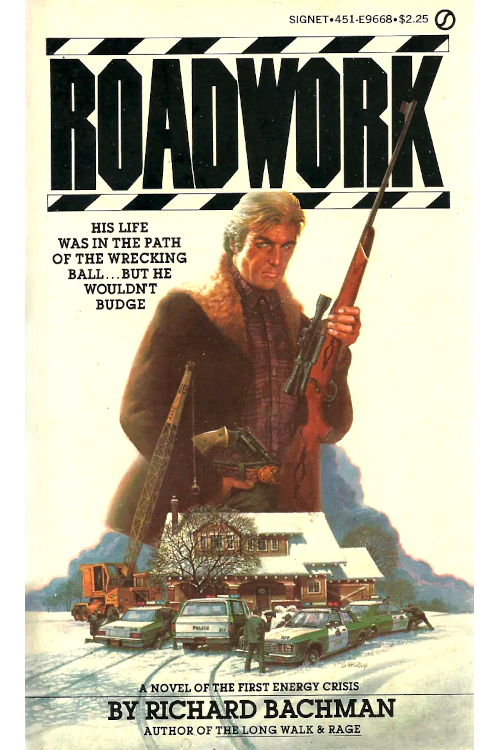 SIGNET•451-E9668•$2.25
ROADWORK
HIS LIFE
WAS IN THE PATH
OF THE WRECKING
BALL...BUT HE
WOULDN'T
BUDGE
POLICE
A NOVEL OF THE FIRST ENERGY CRISIS
BY RICHARD BACHMAN
AUTHOR OF THE LONG WALK & RAGE